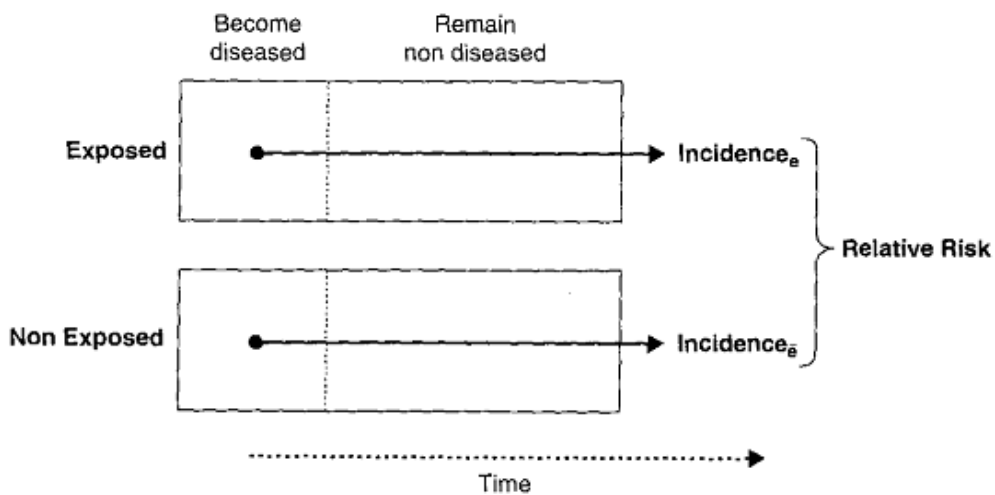 Become
diseased
Remain
non diseased
Exposed
Incidencee
Relative Risk
Non Exposed
Incidenceē
Time